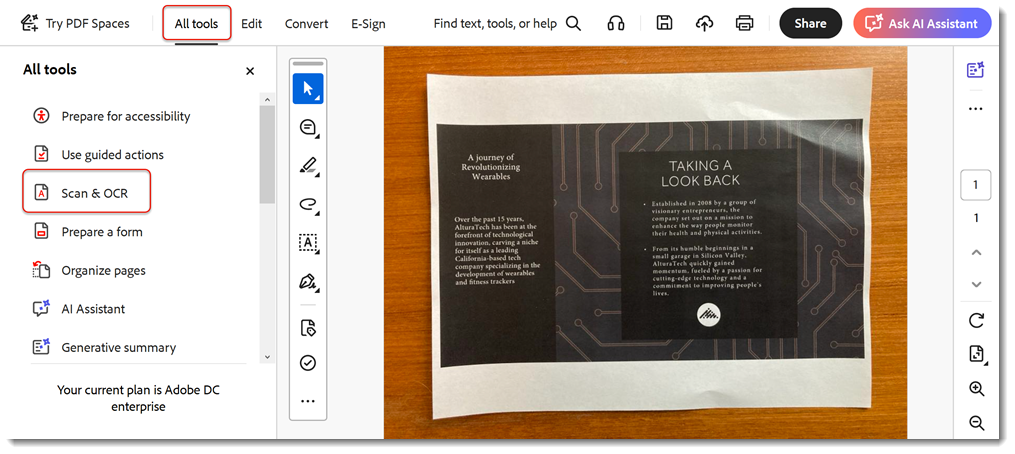 Try PDF Spaces
All tools
Edit
Convert
E-Sign
Find text, tools, or help
Share
Ask AI Assistant
All tools
Prepare for accessibility
Use guided actions
Scan & OCR
Prepare a form
Organize pages
AI Assistant
Generative summary
Your current plan is Adobe DC
enterprise
A journey of
Revolutionizing
Wearables
Over the past 15 years,
AlturaTech has been at the
forefront of technological
innovation, carving a niche
for itself as a leading
California-based tech
company specializing in the
development of wearables
and fitness trackers
TAKING A
LOOK BACK
• Established in 2008 by a group of
visionary entrepreneurs, the
company set out on a mission to
enhance the way people monitor
their health and physical activities.
• From its humble beginnings in a
small garage in Silicon Valley,
AlturaTech quickly gained
momentum, fueled by a passion for
cutting-edge technology and a
commitment to improving people's
lives.
1
1